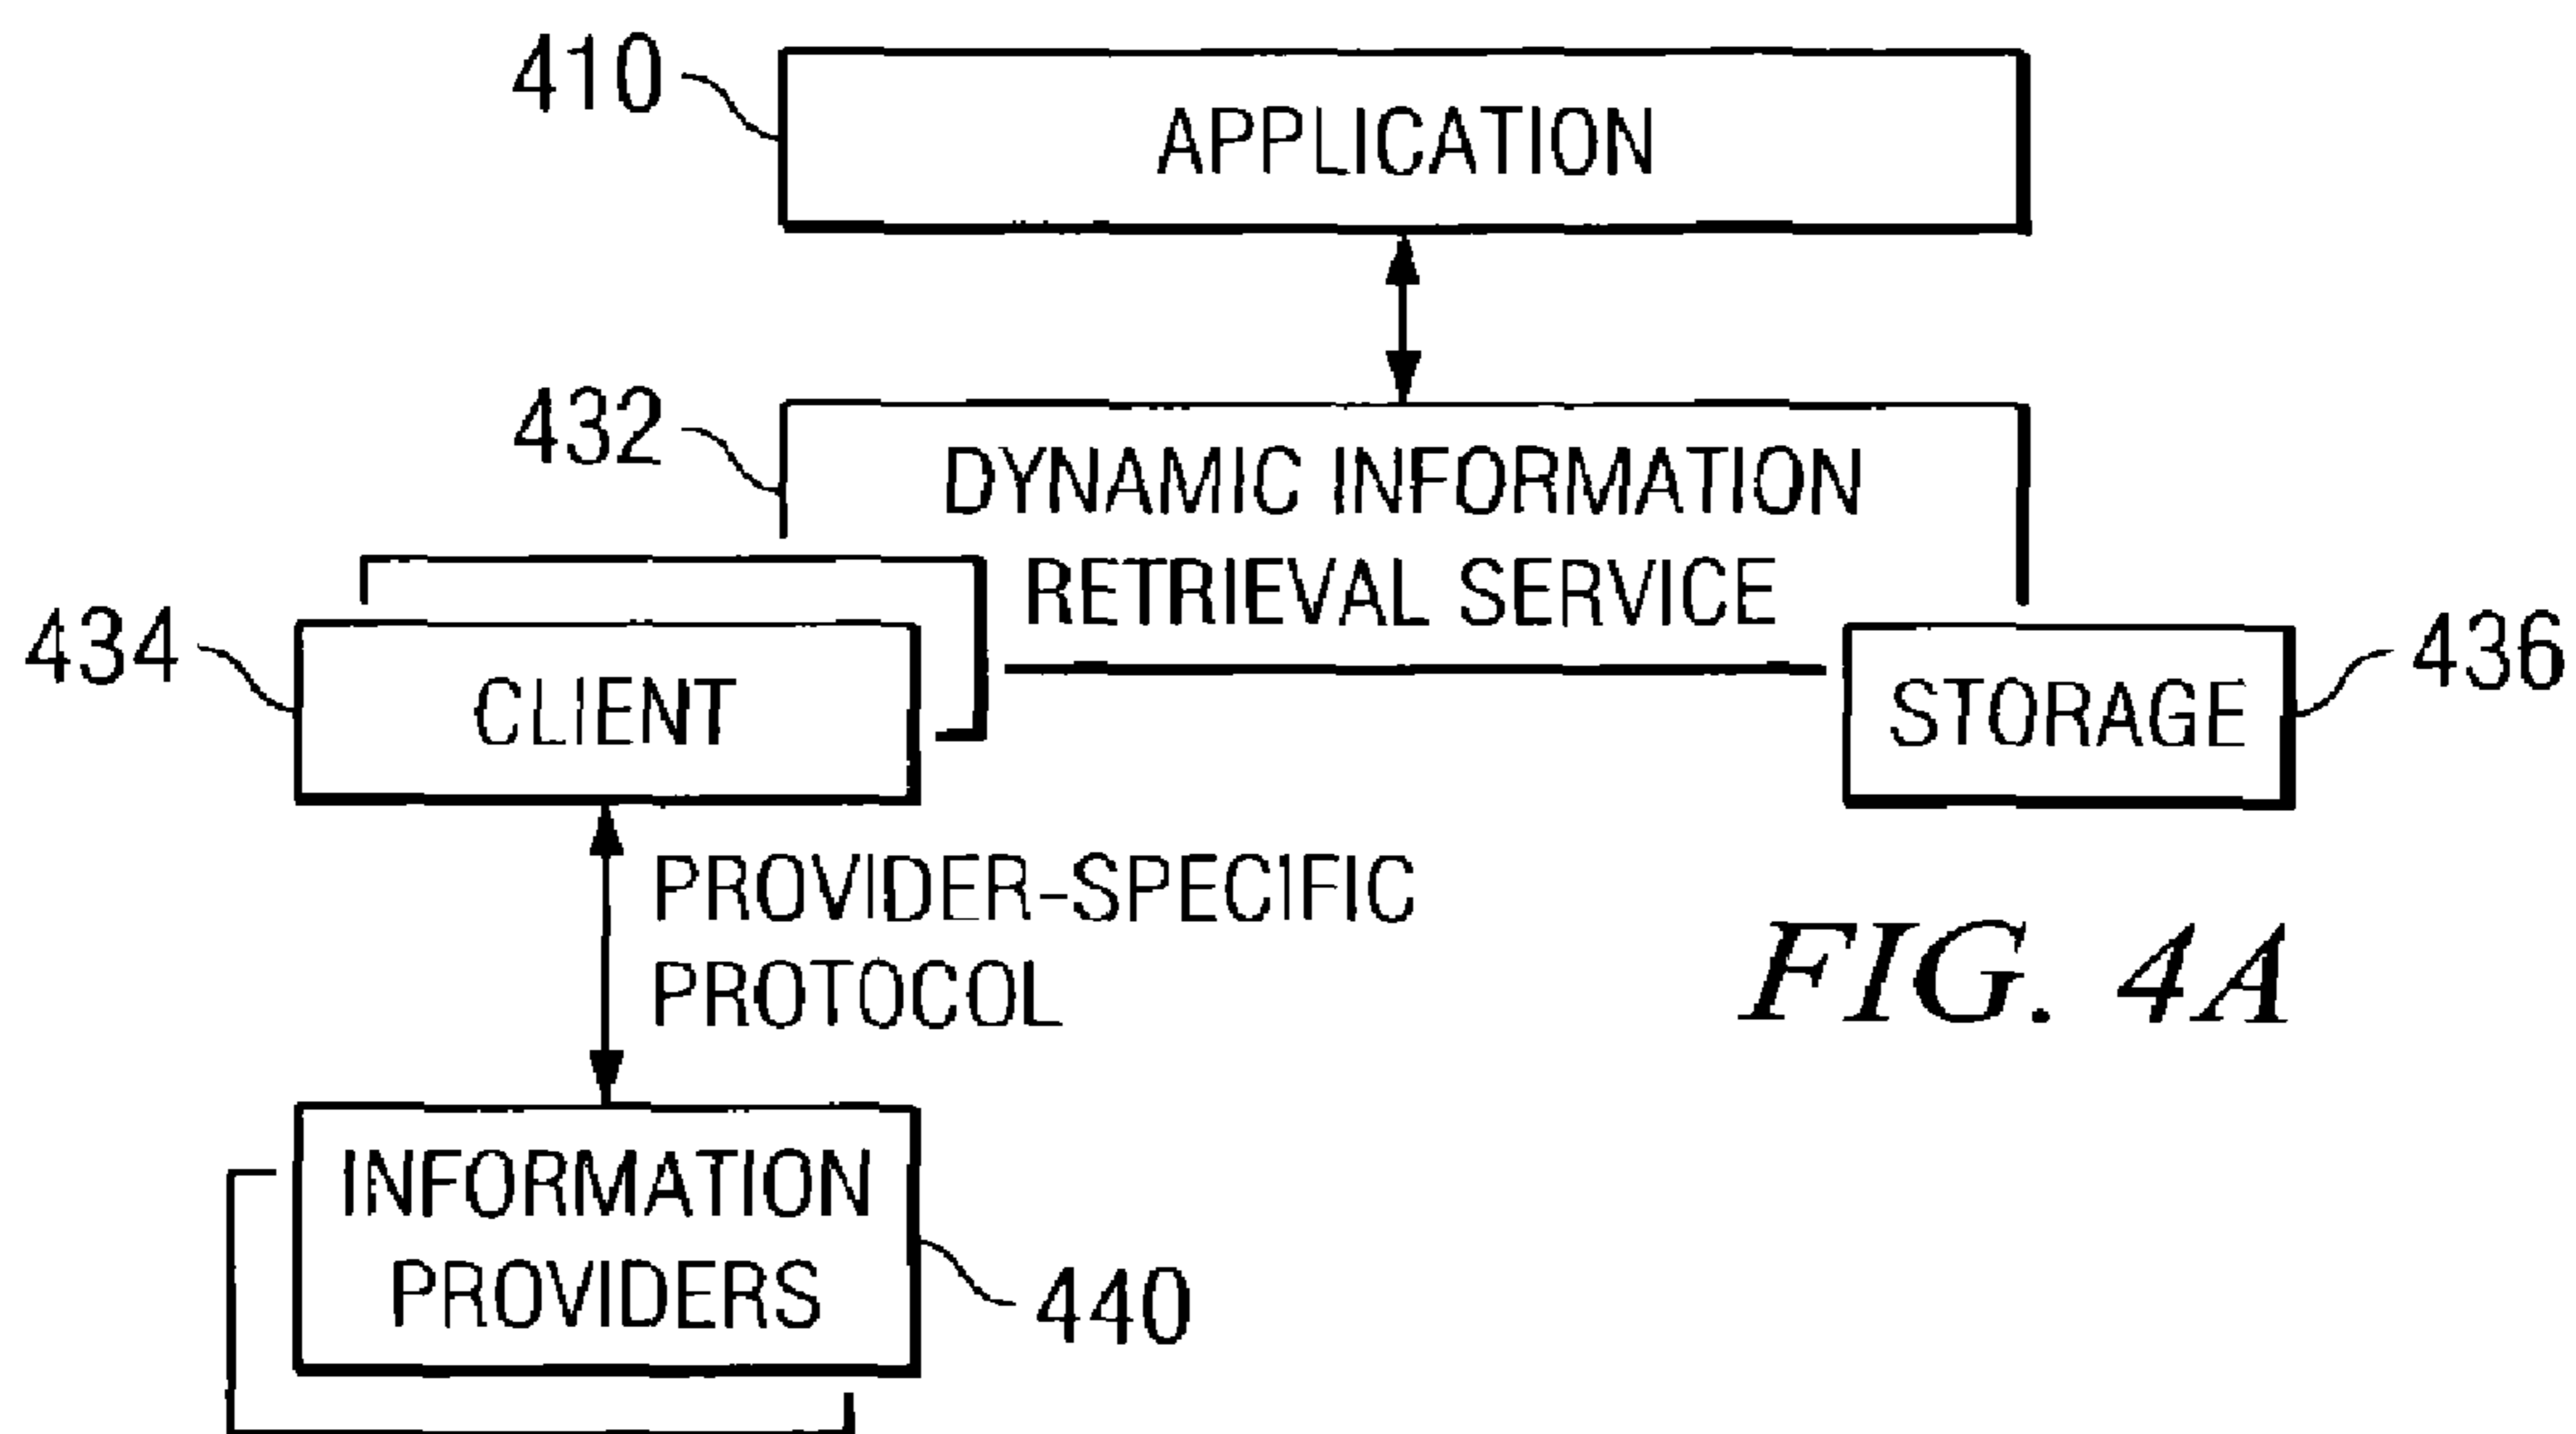 410
APPLICATION
432
DYNAMIC INFORMATION
RETRIEVAL SERVICE
434
CLIENT
STORAGE
436
PROVIDER-SPECIFIC
PROTOCOL
FIG. 4A
INFORMATION
PROVIDERS
440